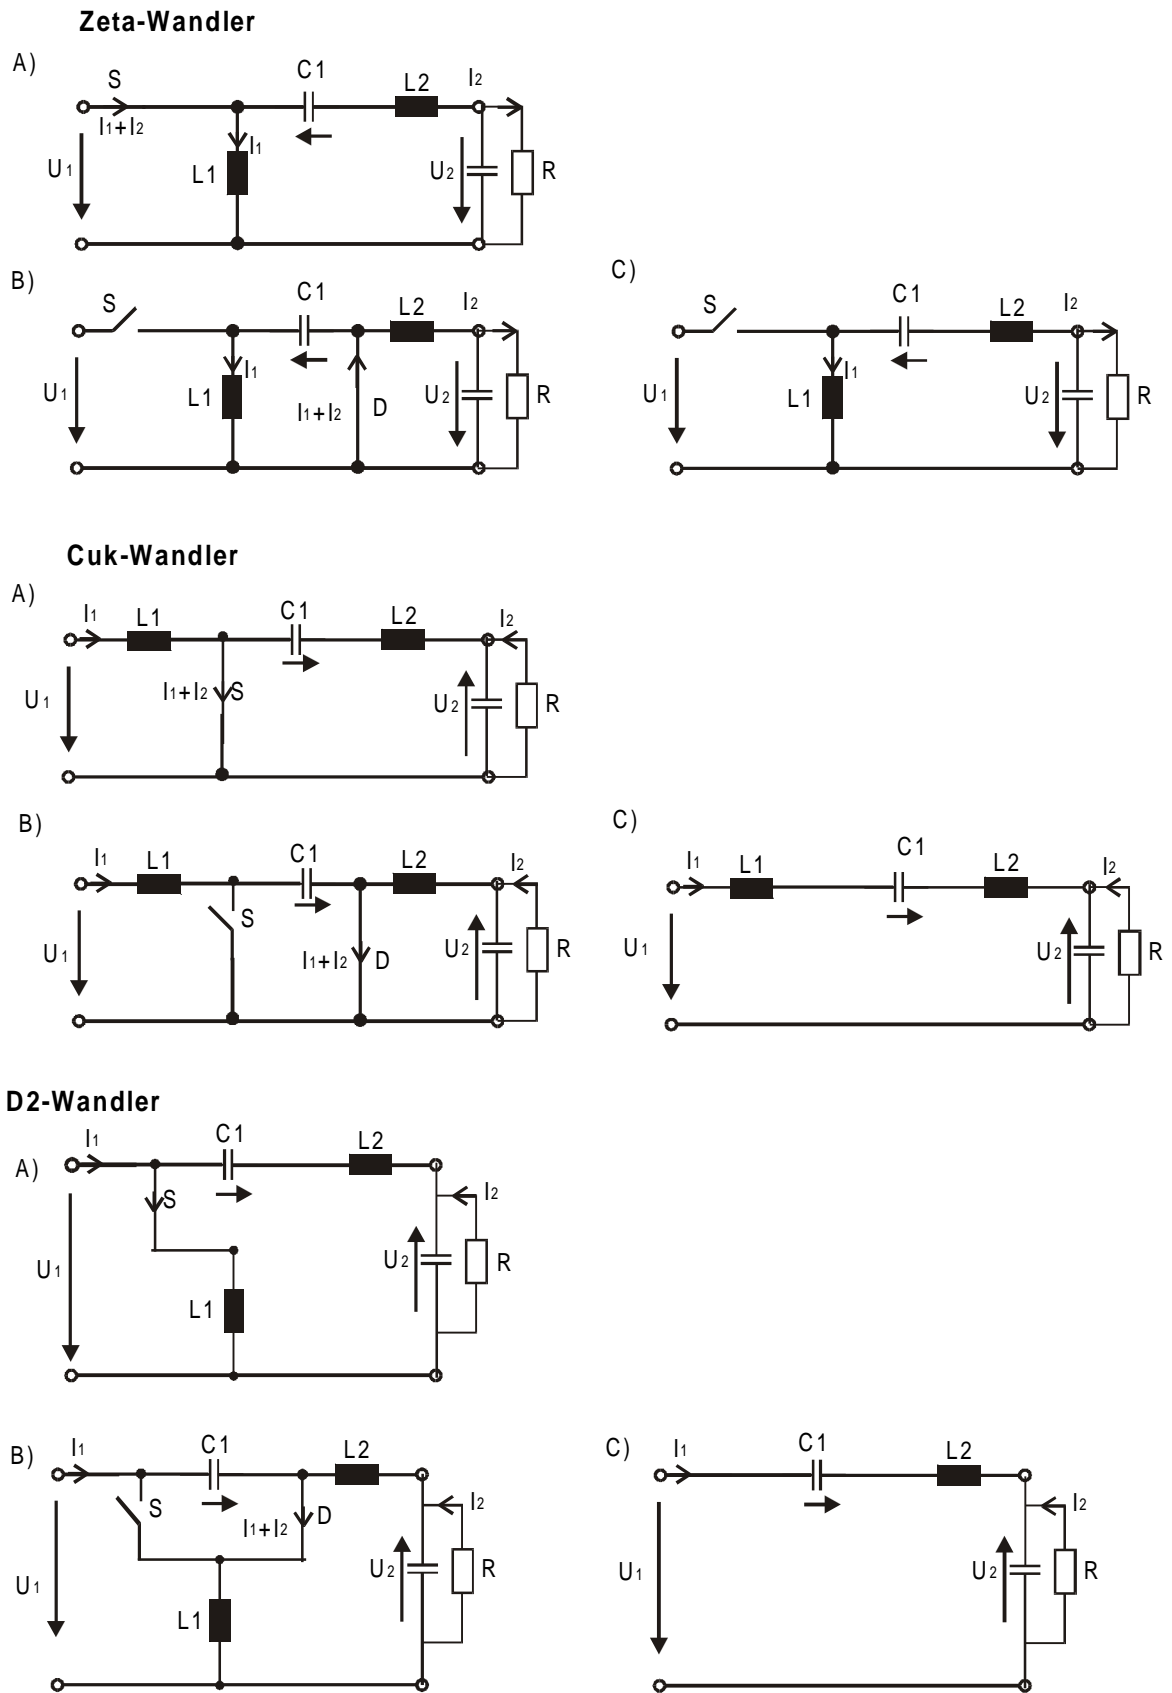 Zeta-Wandler
A)
S C1 L2 I2
I1+I2 I1
U1 L1 U2 R
B) C)
S C1 L2 I2 S C1 L2 I2
I1 I1
U1 L1 I1+I2 D U2 R U1 L1 U2 R
Cuk-Wandler
A)
I1 L1 C1 L2 I2
U1 I1+I2 S U2 R
B) C)
I1 L1 C1 L2 I2 I1 L1 C1 L2 I2
S
U1 I1+I2 D U2 R U1 U2 R
D2-Wandler
A) I1 C1 L2
S I2
U1 L1 U2 R
B) I1 C1 L2 C) I1 C1 L2
S I1+I2 D I2 I2
U1 L1 U2 R U1 U2 R